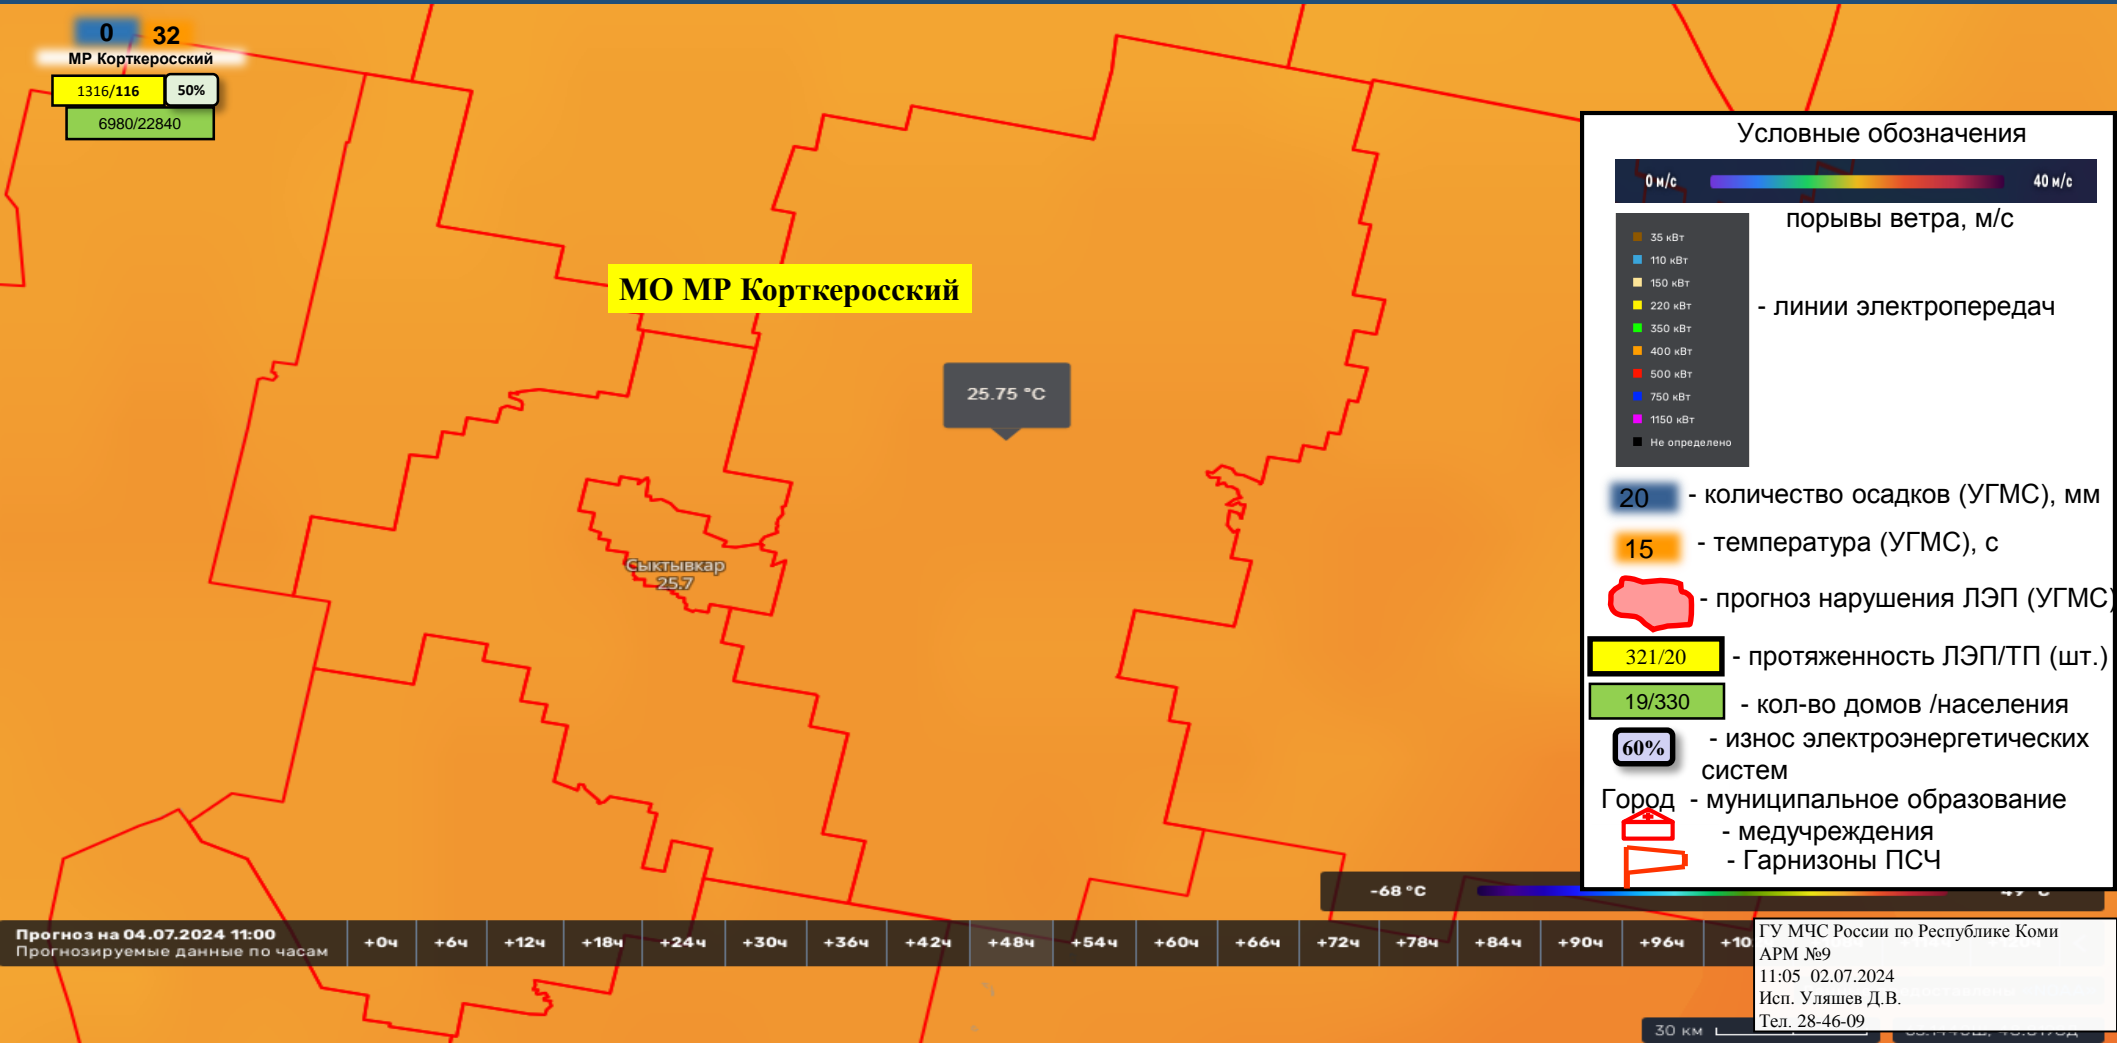 0 32
МР Корткеросский
1316/116 50%
6980/22840
МО МР Корткеросский
25.75 °C
Сыктывкар
25.7
Условные обозначения
0 м/с 40 м/с
порывы ветра, м/с
35 кВт
110 кВт
150 кВт
220 кВт
350 кВт
400 кВт
500 кВт
750 кВт
1150 кВт
Не определено
- линии электропередач
20 - количество осадков (УГМС), мм
15 - температура (УГМС), с
- прогноз нарушения ЛЭП (УГМС)
321/20 - протяженность ЛЭП/ТП (шт.)
19/330 - кол-во домов /населения
60% - износ электроэнергетических
систем
Город - муниципальное образование
- медучреждения
- Гарнизоны ПСЧ
-68 °C
Прогноз на 04.07.2024 11:00
Прогнозируемые данные по часам
+0ч +6ч +12ч +18ч +24ч +30ч +36ч +42ч +48ч +54ч +60ч +66ч +72ч +78ч +84ч +90ч +96ч +10
ГУ МЧС России по Республике Коми
АРМ №9
11:05 02.07.2024
Исп. Уляшев Д.В.
Тел. 28-46-09
30 км